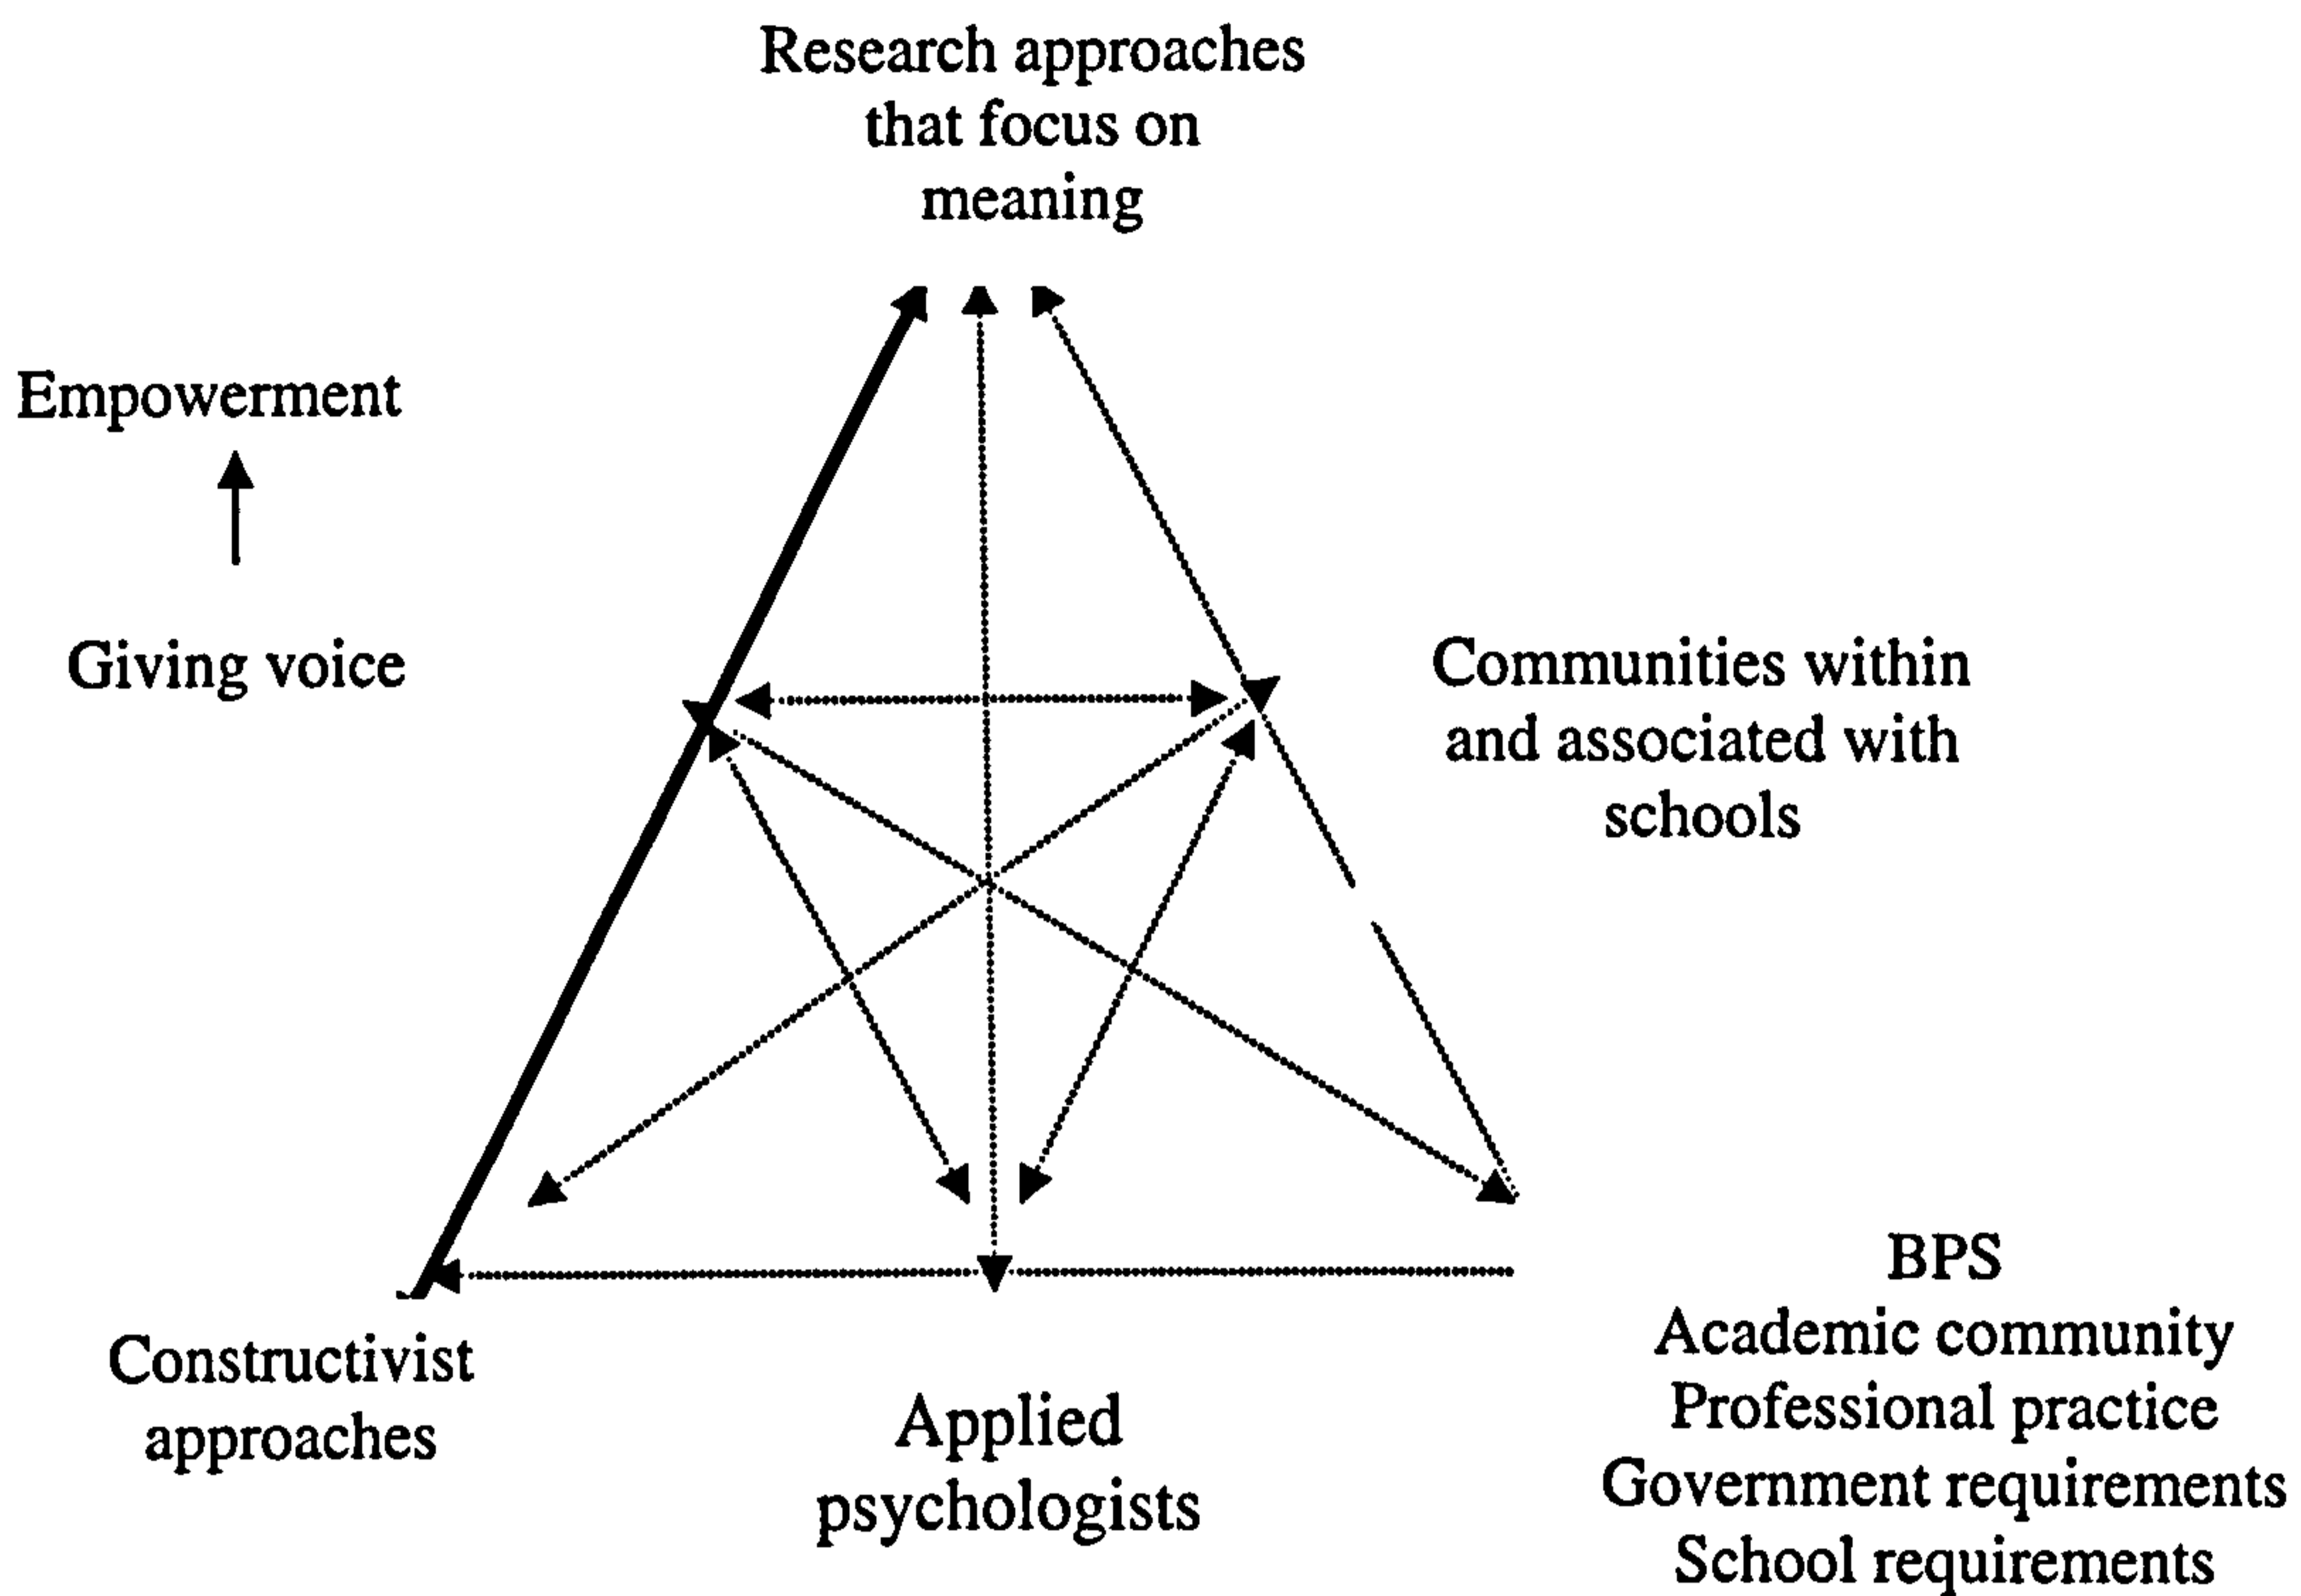 Research approaches
that focus on
meaning
Empowerment
Giving voice
Communities within
and associated with
schools
Constructivist
approaches
Applied
psychologists
BPS
Academic community
Professional practice
Government requirements
School requirements